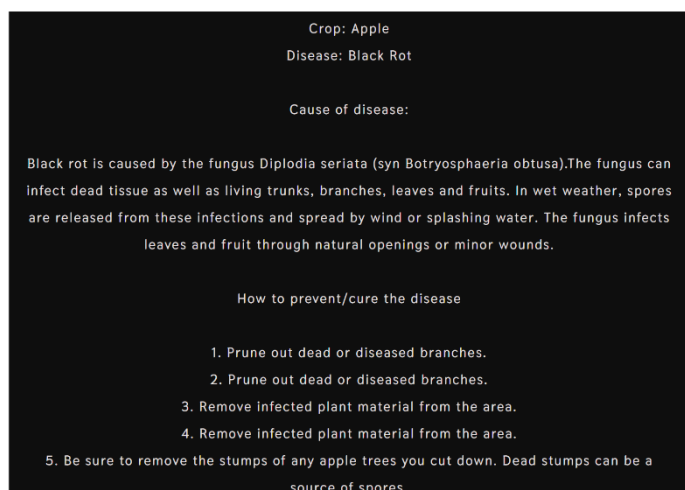 Crop: Apple
Disease: Black Rot
Cause of disease:
Black rot is caused by the fungus Diplodia seriata (syn Botryosphaeria obtusa).The fungus can
infect dead tissue as well as living trunks, branches, leaves and fruits. In wet weather, spores
are released from these infections and spread by wind or splashing water. The fungus infects
leaves and fruit through natural openings or minor wounds.
How to prevent/cure the disease
1. Prune out dead or diseased branches.
2. Prune out dead or diseased branches.
3. Remove infected plant material from the area.
4. Remove infected plant material from the area.
5. Be sure to remove the stumps of any apple trees you cut down. Dead stumps can be a
source of spores